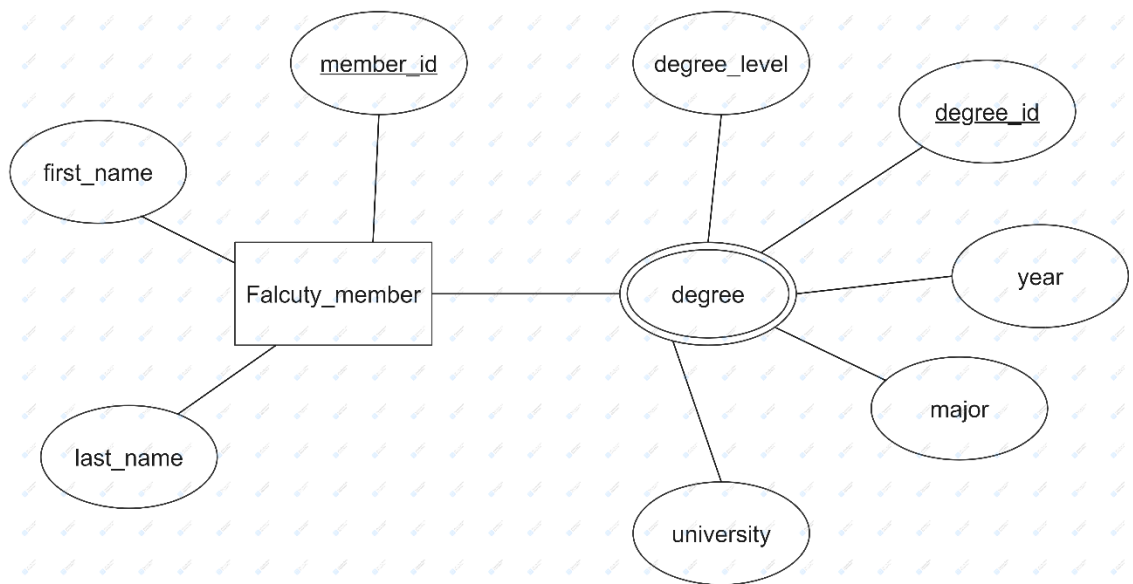 member_id
degree_level
degree_id
first_name
Falcuty_member
degree
year
major
last_name
university